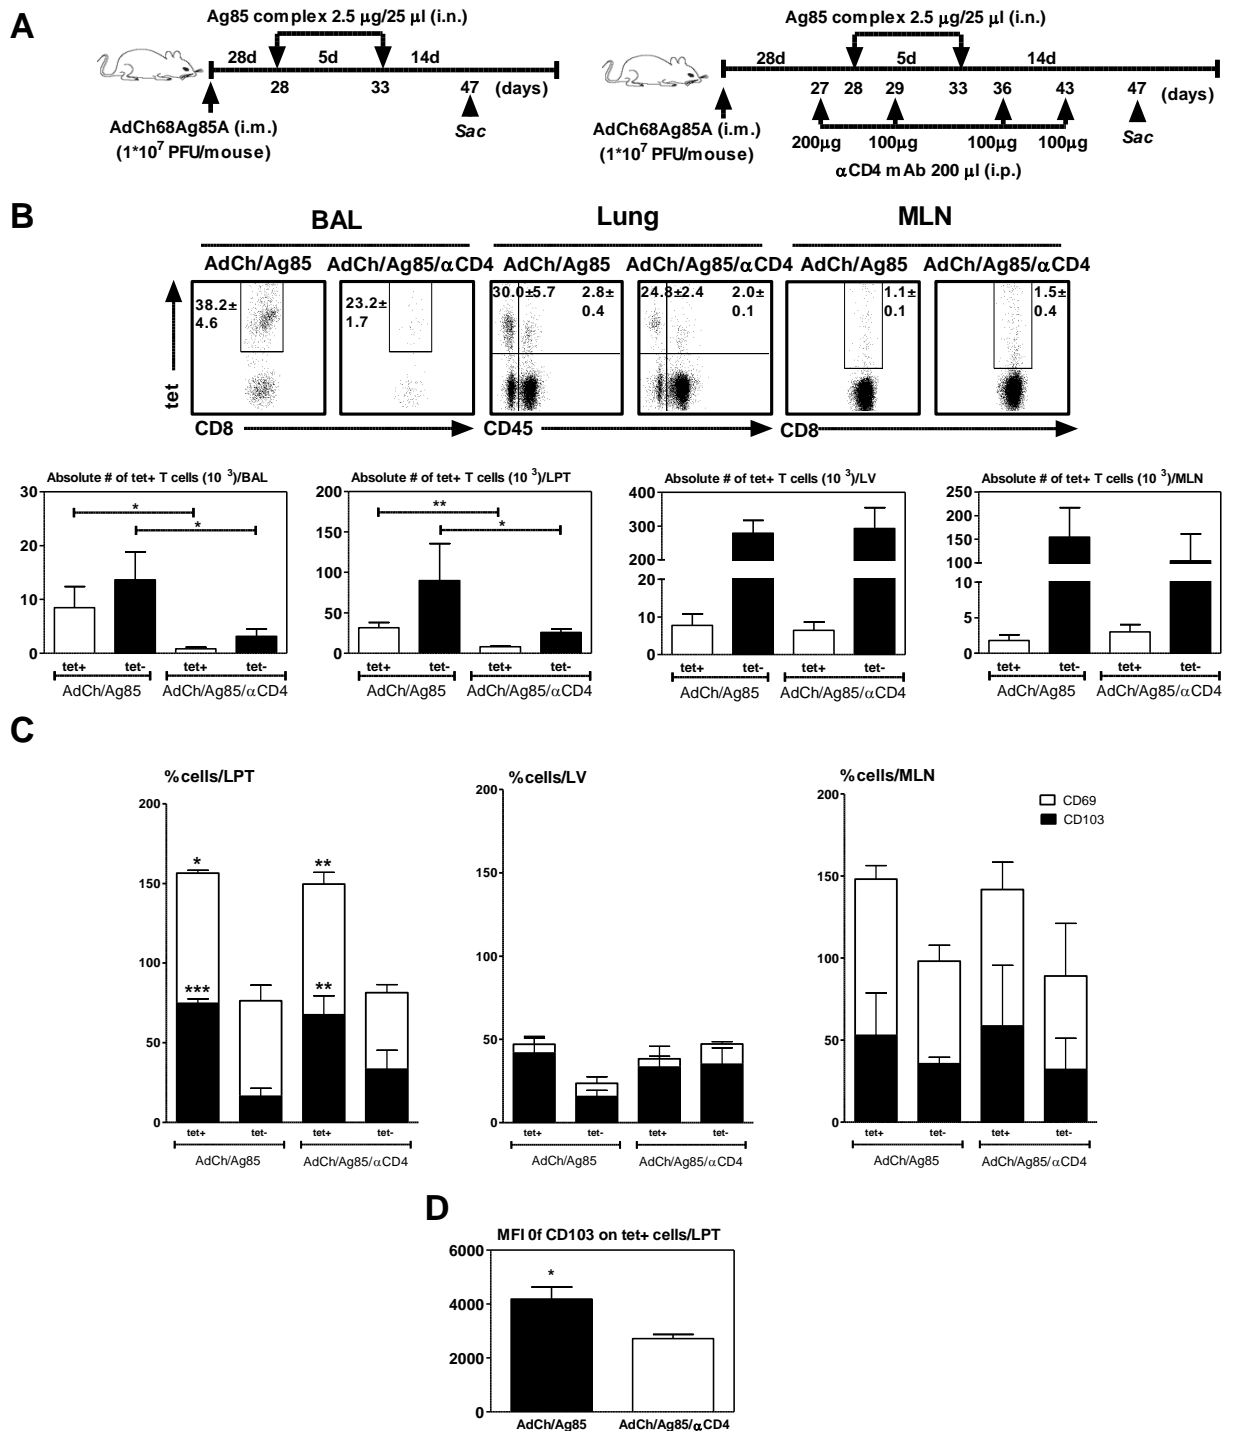 A
Ag85 complex 2.5 µg/25 µl (i.n.)
28d 5d 14d
28 33 47 (days)
Sac
AdCh68Ag85A (i.m.)
(1*10^7 PFU/mouse)
Ag85 complex 2.5 µg/25 µl (i.n.)
28d 5d 14d
27 28 29 33 36 43 47 (days)
AdCh68Ag85A (i.m.)
(1*10^7 PFU/mouse)
200µg 100µg 100µg 100µg
Sac
αCD4 mAb 200 µl (i.p.)
B
BAL Lung MLN
AdCh/Ag85 AdCh/Ag85/αCD4 AdCh/Ag85 AdCh/Ag85/αCD4 AdCh/Ag85 AdCh/Ag85/αCD4
tet
38.2±
4.6
23.2±
1.7
30.0±5.7
2.8±
0.4
24.8±2.4
2.0±
0.1
1.1±
0.1
1.5±
0.4
CD8 CD45 CD8
Absolute # of tet+ T cells (10 3)/BAL
30
20
10
0
*
*
tet+ tet- tet+ tet-
AdCh/Ag85 AdCh/Ag85/αCD4
Absolute # of tet+ T cells (10 3)/LPT
200
150
100
50
0
**
*
tet+ tet- tet+ tet-
AdCh/Ag85 AdCh/Ag85/αCD4
Absolute # of tet+ T cells (10 3)/LV
400
300
200
20
10
0
tet+ tet- tet+ tet-
AdCh/Ag85 AdCh/Ag85/αCD4
Absolute # of tet+ T cells (10 3)/MLN
250
200
150
100
10
5
0
tet+ tet- tet+ tet-
AdCh/Ag85 AdCh/Ag85/αCD4
C
%cells/LPT
200
150
100
50
0
* **
*** **
tet+ tet- tet+ tet-
AdCh/Ag85 AdCh/Ag85/αCD4
%cells/LV
200
150
100
50
0
tet+ tet- tet+ tet-
AdCh/Ag85 AdCh/Ag85/αCD4
%cells/MLN
200
150
100
50
0
CD69
CD103
tet+ tet- tet+ tet-
AdCh/Ag85 AdCh/Ag85/αCD4
D
MFI 0f CD103 on tet+ cells/LPT
6000
4000
2000
0
*
AdCh/Ag85 AdCh/Ag85/αCD4